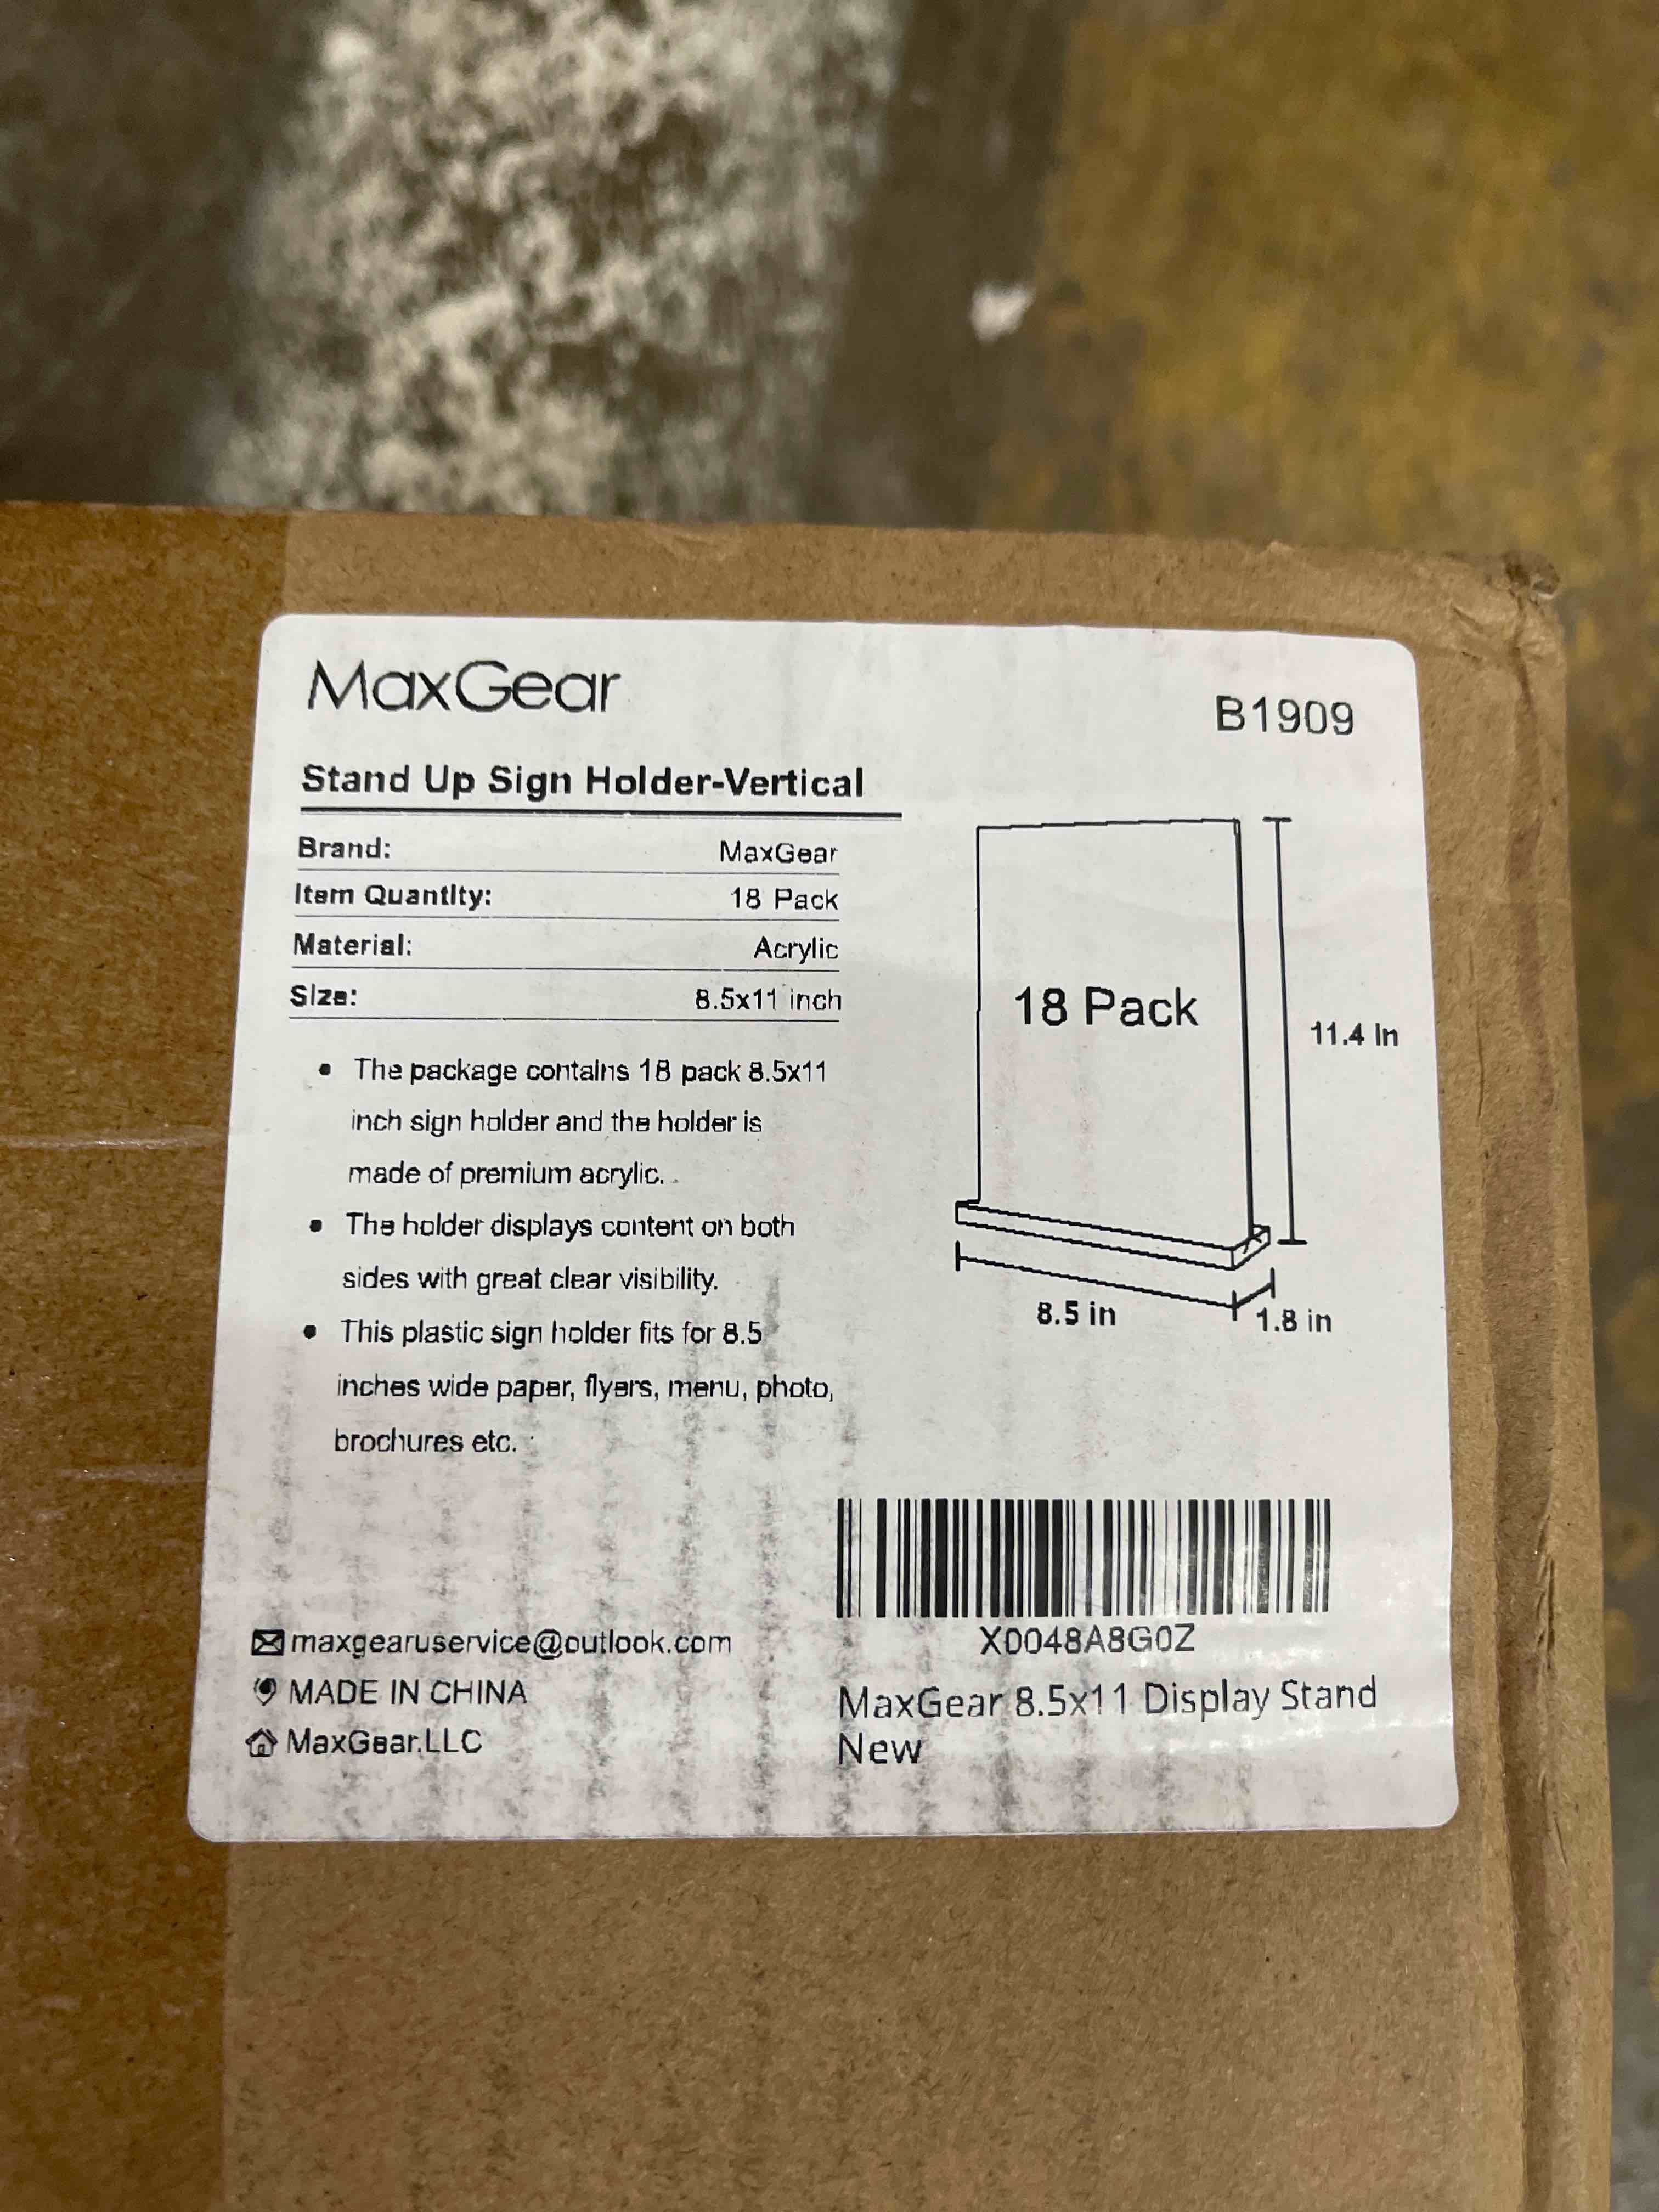 MaxGear
B1909
Stand Up Sign Holder-Vertical
Brand: MaxGear
Item Quantity: 18 Pack
Material: Acrylic
Size: 8.5x11 inch
• The package contains 18 pack 8.5x11
inch sign holder and the holder is
made of premium acrylic.
• The holder displays content on both
sides with great clear visibility.
• This plastic sign holder fits for 8.5
inches wide paper, flyers, menu, photo,
brochures etc.
18 Pack
11.4 in
8.5 in
1.8 in
maxgearuservice@outlook.com
MADE IN CHINA
MaxGear.LLC
X0048A8G0Z
MaxGear 8.5x11 Display Stand
New